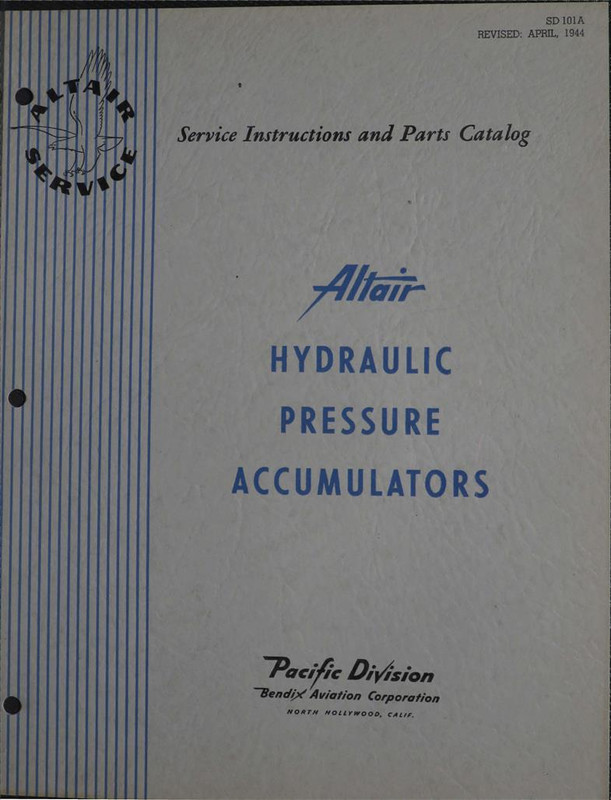 SD 101A
REVISED: APRIL, 1944
ALTAIR
SERVICE
Service Instructions and Parts Catalog
Altair
HYDRAULIC
PRESSURE
ACCUMULATORS
Pacific Division
Bendix Aviation Corporation
NORTH HOLLYWOOD, CALIF.